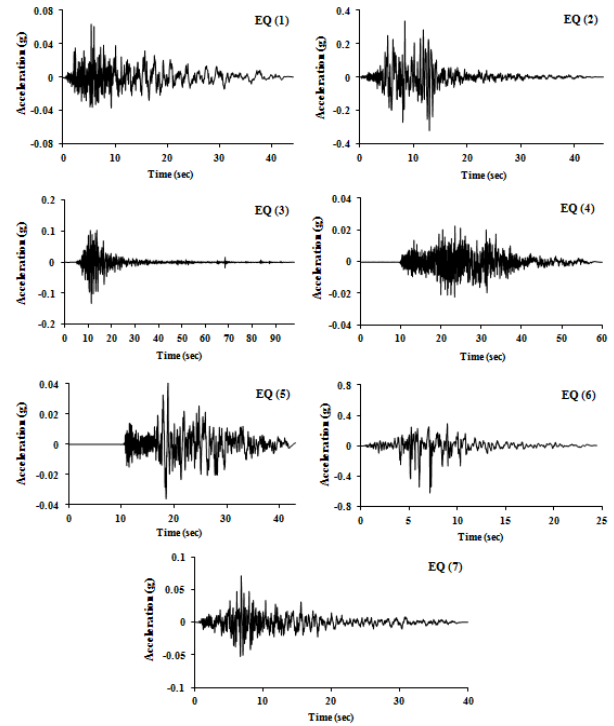 EQ (1)
Acceleration (g)
0.08
0.04
0
-0.04
-0.08
0 10 20 30 40
Time (sec)
EQ (2)
Acceleration (g)
0.4
0.2
0
-0.2
-0.4
0 10 20 30 40
Time (sec)
EQ (3)
Acceleration (g)
0.2
0.1
0
-0.1
-0.2
0 10 20 30 40 50 60 70 80 90
Time (sec)
EQ (4)
Acceleration (g)
0.04
0.02
0
-0.02
-0.04
0 10 20 30 40 50 60
Time (sec)
EQ (5)
Acceleration (g)
0.04
0.02
0
-0.02
-0.04
0 10 20 30 40
Time (sec)
EQ (6)
Acceleration (g)
0.8
0.4
0
-0.4
-0.8
0 5 10 15 20 25
Time (sec)
EQ (7)
Acceleration (g)
0.1
0.05
0
-0.05
-0.1
0 10 20 30 40
Time (sec)